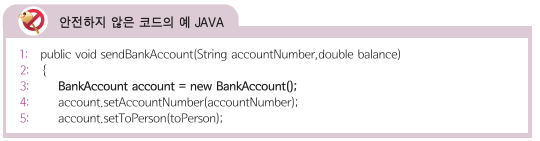 안전하지 않은 코드의 예 JAVA
1: public void sendBankAccount(String accountNumber,double balance)
2: {
3: BankAccount account = new BankAccount();
4: account.setAccountNumber(accountNumber);
5: account.setToPerson(toPerson);